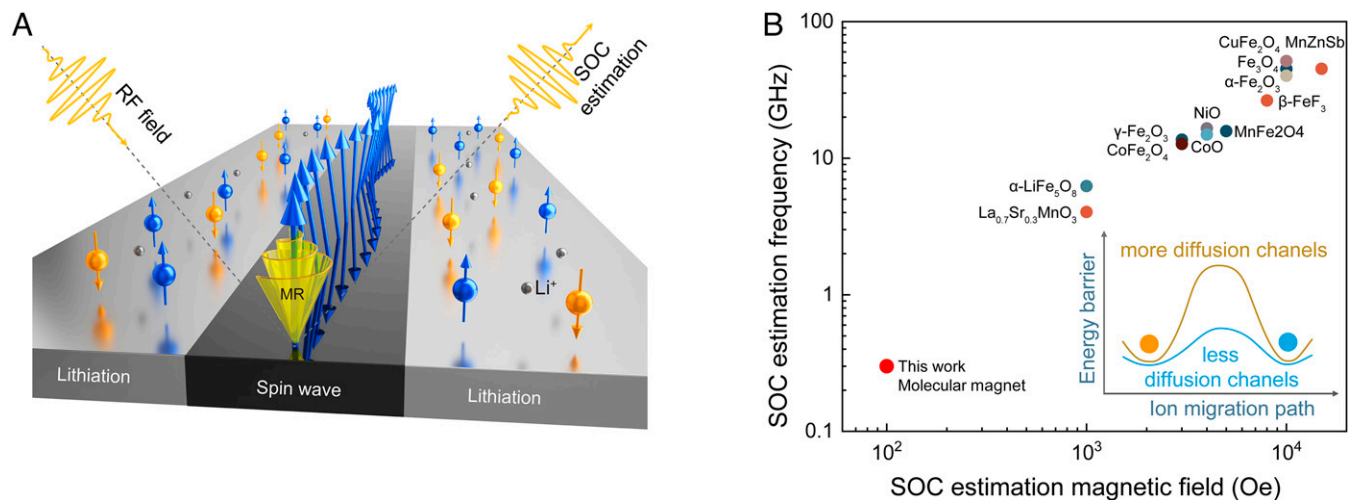 A
RF field
SOC
estimation
MR
Li⁺
Lithiation
Spin wave
Lithiation
B
SOC estimation frequency (GHz)
100
10
1
0.1
CuFe₂O₄ MnZnSb
Fe₃O₄
α-Fe₂O₃
β-FeF₃
NiO
γ-Fe₂O₃
MnFe2O4
CoFe₂O₄
CoO
α-LiFe₅O₈
La₀.₇Sr₀.₃MnO₃
This work
Molecular magnet
Energy barrier
more diffusion chanels
less
diffusion chanels
Ion migration path
10²
10³
10⁴
SOC estimation magnetic field (Oe)